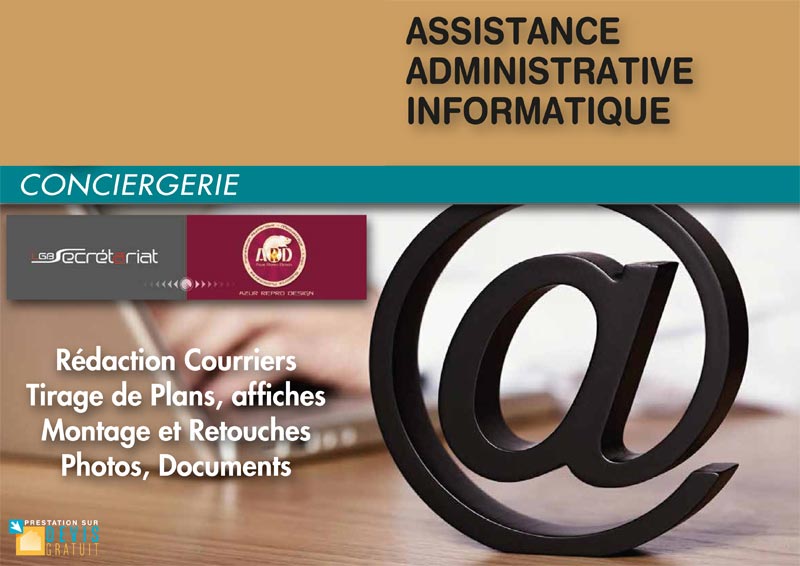 ASSISTANCE
ADMINISTRATIVE
INFORMATIQUE
CONCIERGERIE
LGB Secrétariat
ARD
AZUR REPRO DESIGN
Rédaction Courriers
Tirage de Plans, affiches
Montage et Retouches
Photos, Documents
@
PRESTATION SUR
DEVIS
GRATUIT